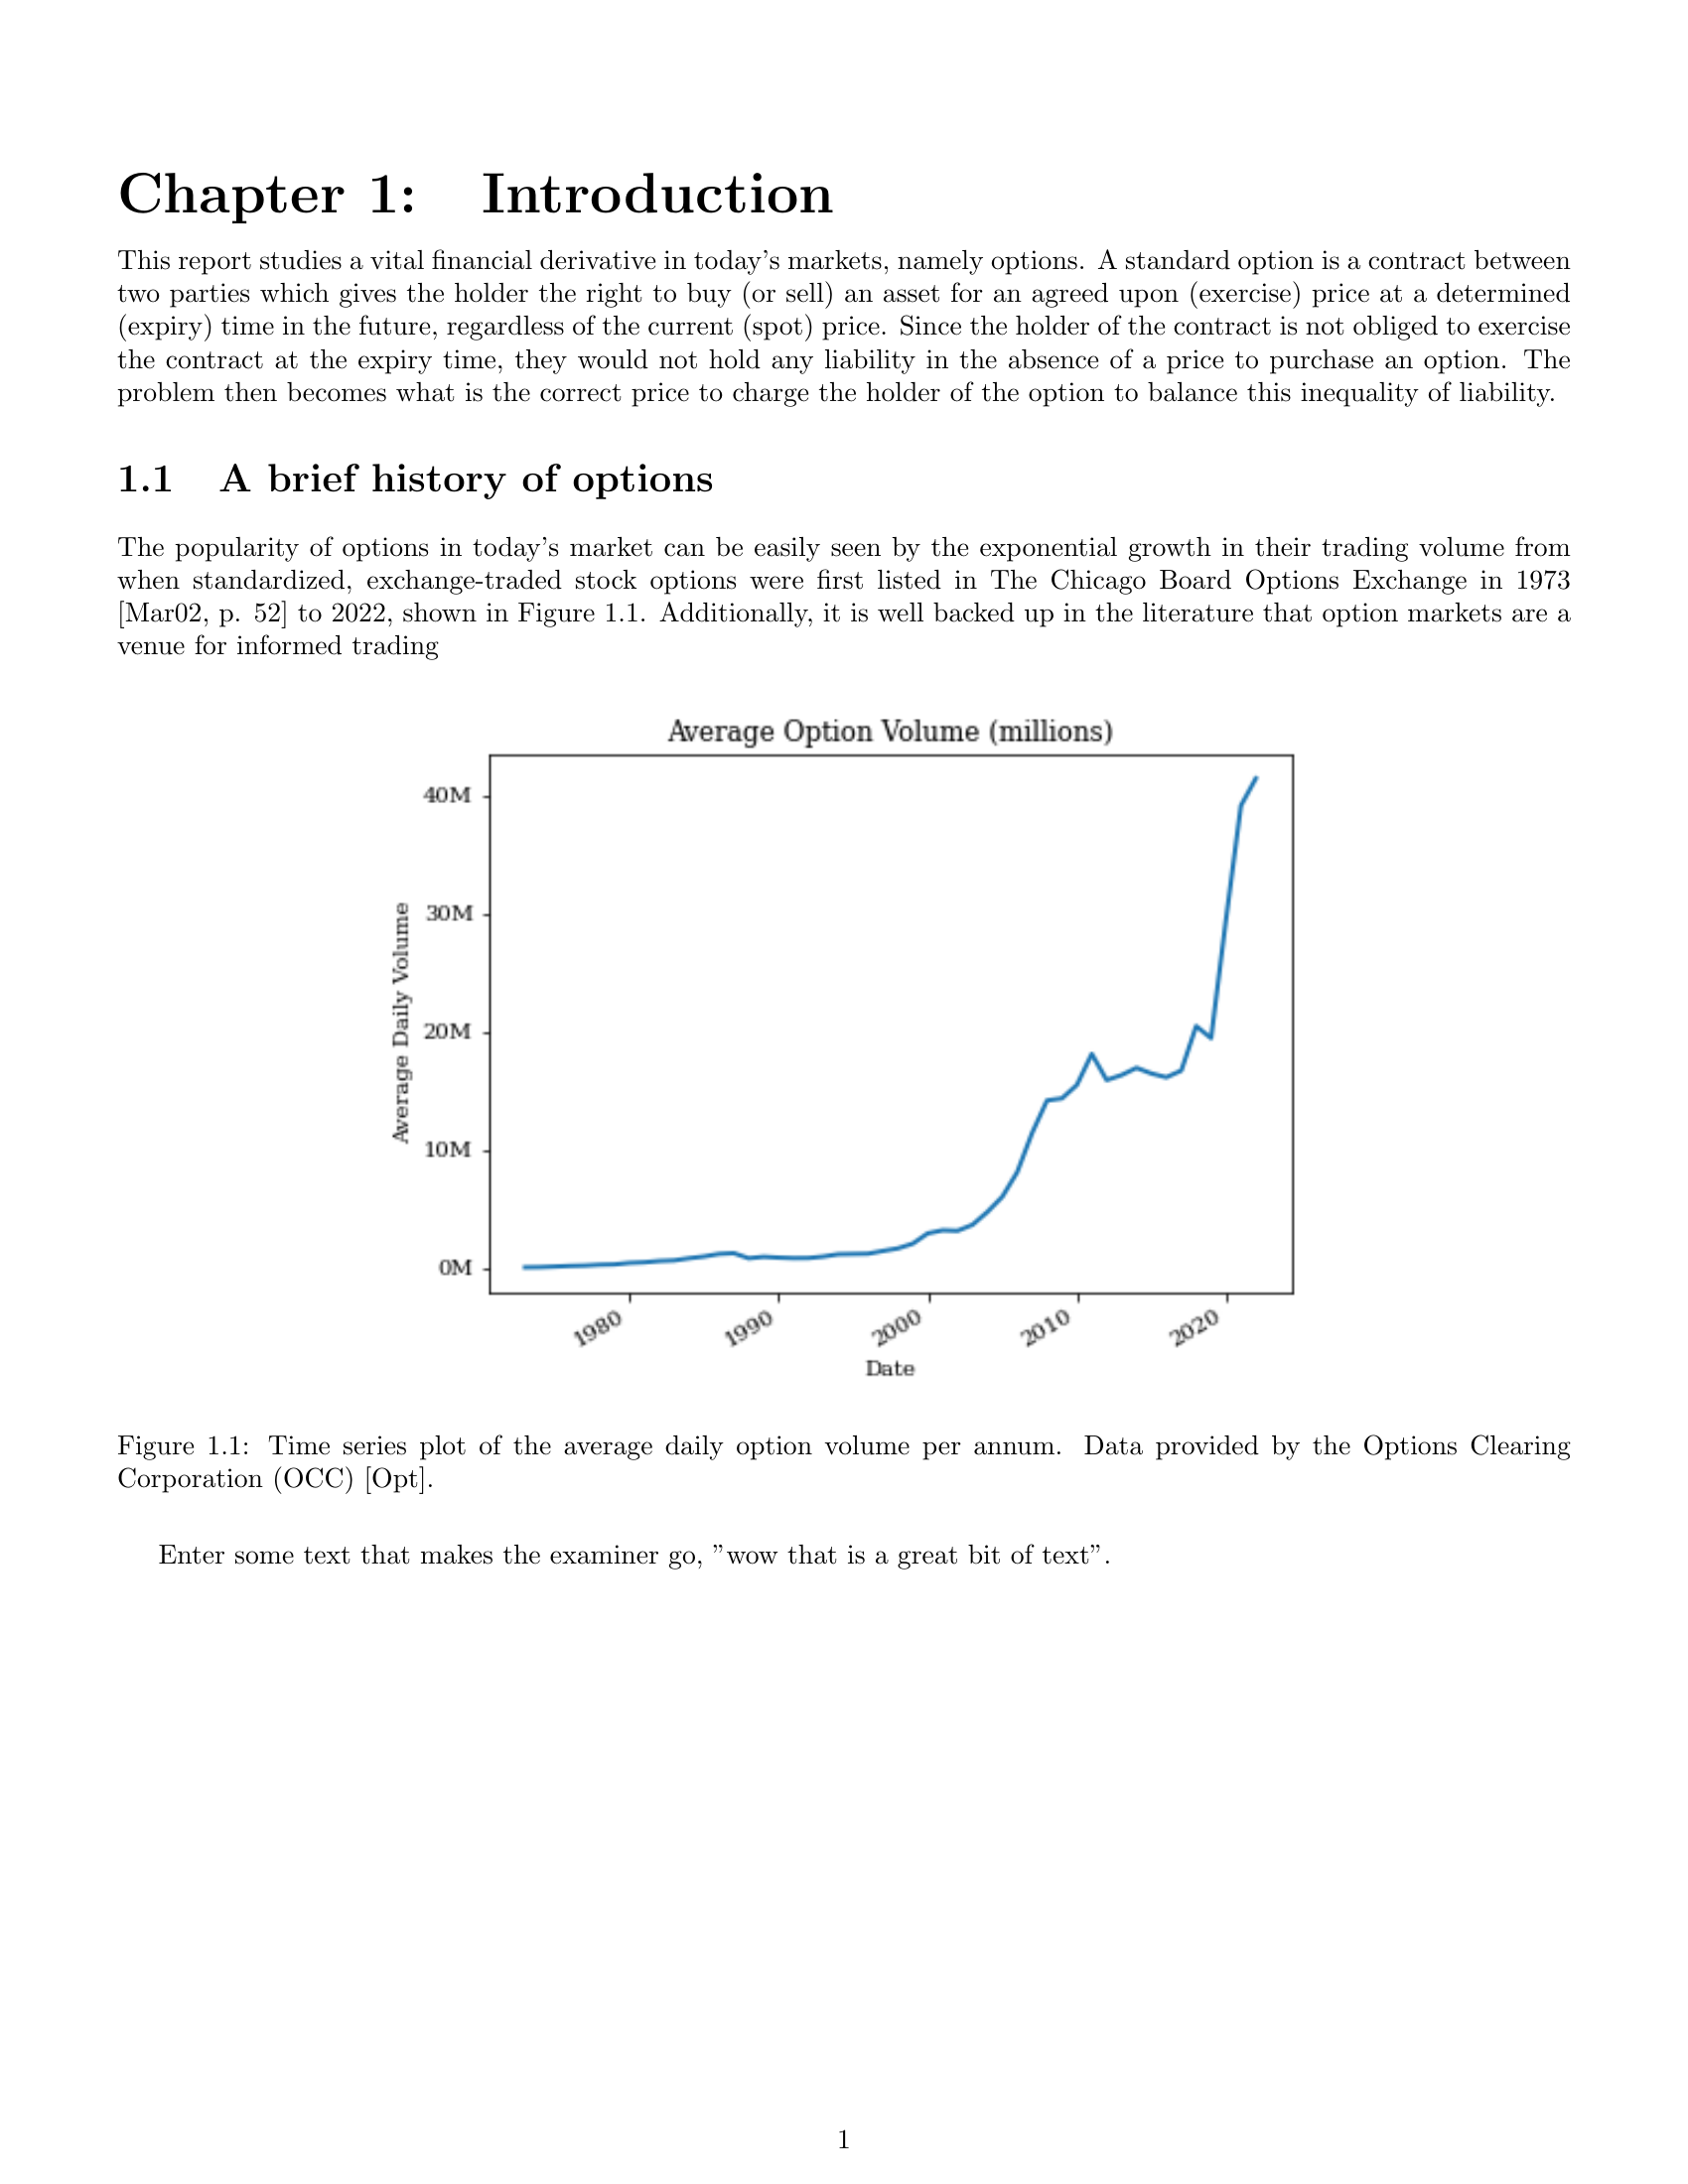 Chapter 1: Introduction
This report studies a vital financial derivative in today's markets, namely options. A standard option is a contract between
two parties which gives the holder the right to buy (or sell) an asset for an agreed upon (exercise) price at a determined
(expiry) time in the future, regardless of the current (spot) price. Since the holder of the contract is not obliged to exercise
the contract at the expiry time, they would not hold any liability in the absence of a price to purchase an option. The
problem then becomes what is the correct price to charge the holder of the option to balance this inequality of liability.
1.1 A brief history of options
The popularity of options in today's market can be easily seen by the exponential growth in their trading volume from
when standardized, exchange-traded stock options were first listed in The Chicago Board Options Exchange in 1973
[Mar02, p. 52] to 2022, shown in Figure 1.1. Additionally, it is well backed up in the literature that option markets are a
venue for informed trading
Average Option Volume (millions)
40M
30M
20M
10M
0M
Average Daily Volume
1980
1990
2000
2010
2020
Date
Figure 1.1: Time series plot of the average daily option volume per annum. Data provided by the Options Clearing
Corporation (OCC) [Opt].
Enter some text that makes the examiner go, ”wow that is a great bit of text”.
1